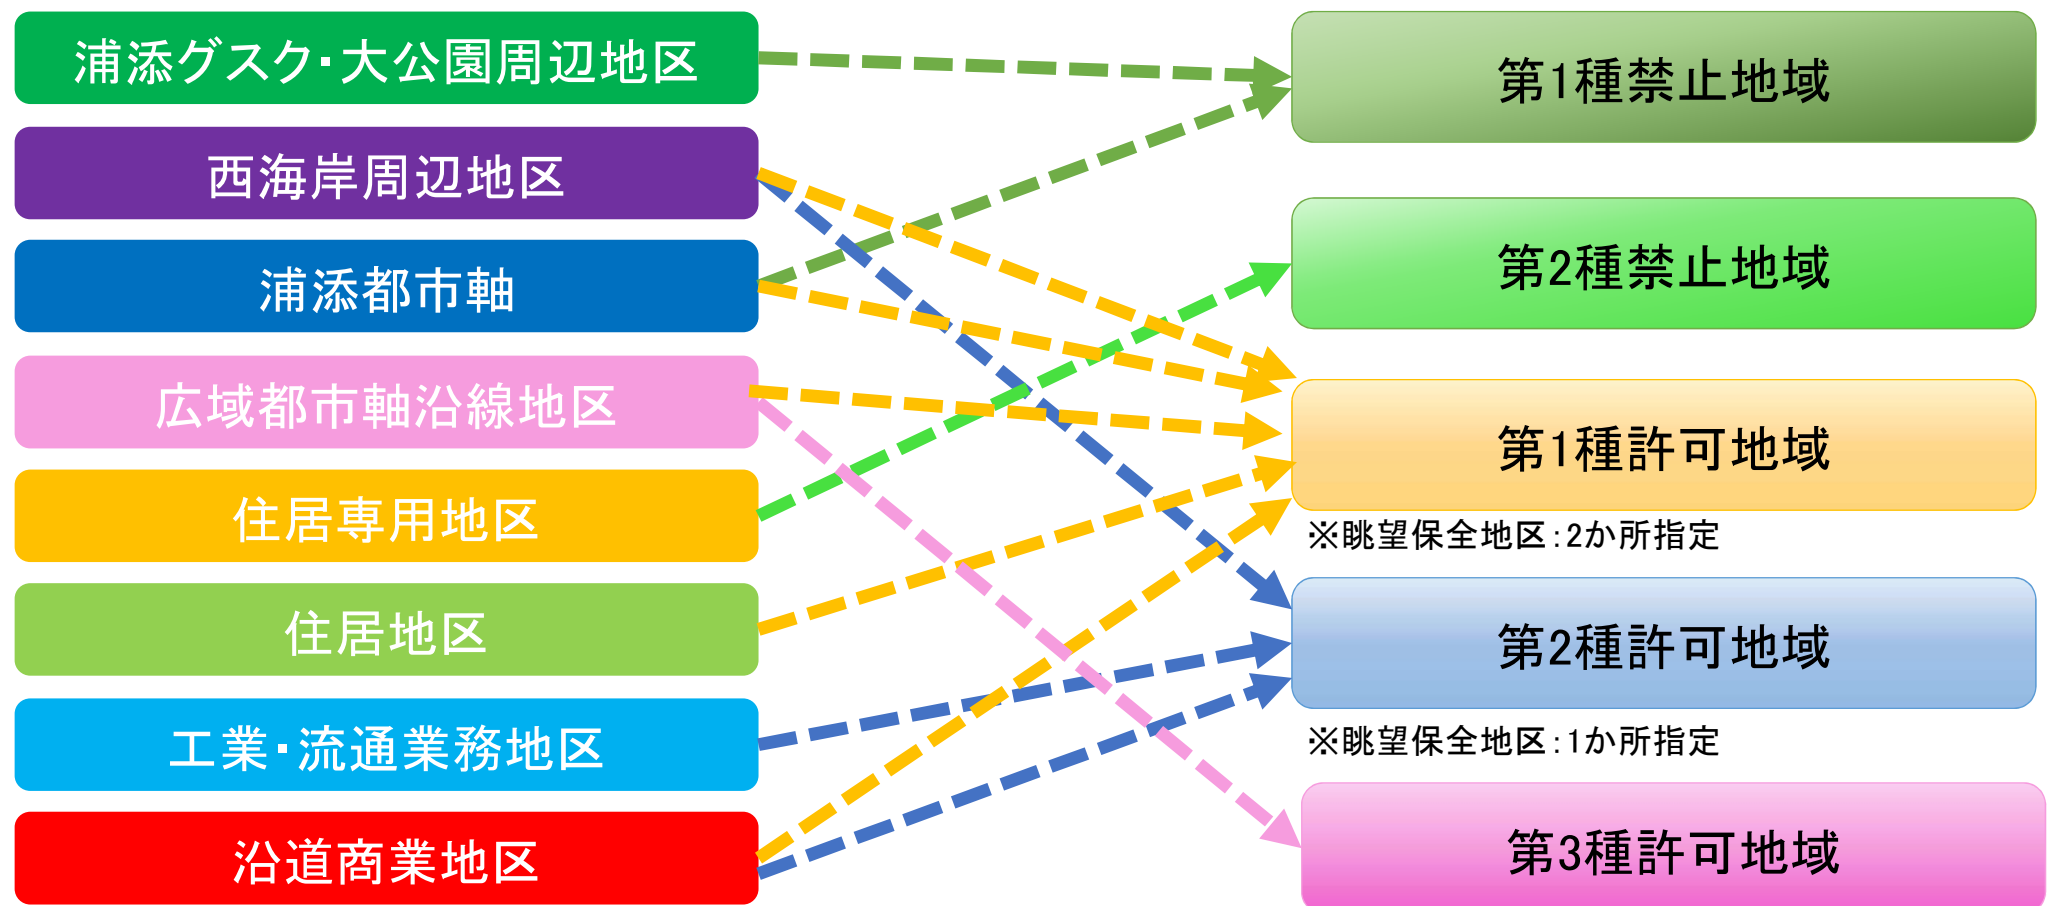 浦添グスク・大公園周辺地区
西海岸周辺地区
浦添都市軸
広域都市軸沿線地区
住居専用地区
住居地区
工業・流通業務地区
沿道商業地区
第1種禁止地域
第2種禁止地域
第1種許可地域
※眺望保全地区：2か所指定
第2種許可地域
※眺望保全地区：1か所指定
第3種許可地域